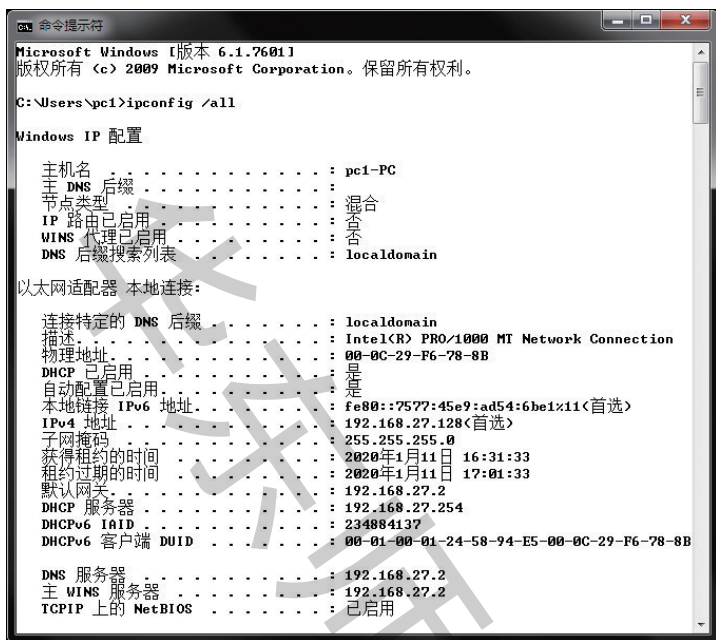 命令提示符
Microsoft Windows [版本 6.1.7601]
版权所有 (c) 2009 Microsoft Corporation。保留所有权利。
C:\Users\pc1>ipconfig /all
Windows IP 配置
主机名 . . . . . . . . . . . . . : pc1-PC
主 DNS 后缀 . . . . . . . . . . . :
节点类型 . . . . . . . . . . . . : 混合
IP 路由已启用 . . . . . . . . . . : 否
WINS 代理已启用 . . . . . . . . . : 否
DNS 后缀搜索列表 . . . . . . . . : localdomain
以太网适配器 本地连接:
连接特定的 DNS 后缀 . . . . . . . : localdomain
描述. . . . . . . . . . . . . . . : Intel(R) PRO/1000 MT Network Connection
物理地址. . . . . . . . . . . . . : 00-0C-29-F6-78-8B
DHCP 已启用 . . . . . . . . . . . : 是
自动配置已启用. . . . . . . . . . : 是
本地链接 IPv6 地址. . . . . . . . : fe80::7577:45e9:ad54:6be1%11(首选)
IPv4 地址 . . . . . . . . . . . . : 192.168.27.128(首选)
子网掩码 . . . . . . . . . . . . : 255.255.255.0
获得租约的时间 . . . . . . . . . : 2020年1月11日 16:31:33
租约过期的时间 . . . . . . . . . : 2020年1月11日 17:01:33
默认网关. . . . . . . . . . . . . : 192.168.27.2
DHCP 服务器 . . . . . . . . . . . : 192.168.27.254
DHCPv6 IAID . . . . . . . . . . . : 234884137
DHCPv6 客户端 DUID . . . . . . . : 00-01-00-01-24-58-94-E5-00-0C-29-F6-78-8B
DNS 服务器 . . . . . . . . . . . : 192.168.27.2
主 WINS 服务器 . . . . . . . . . : 192.168.27.2
TCPIP 上的 NetBIOS . . . . . . . : 已启用
华东师